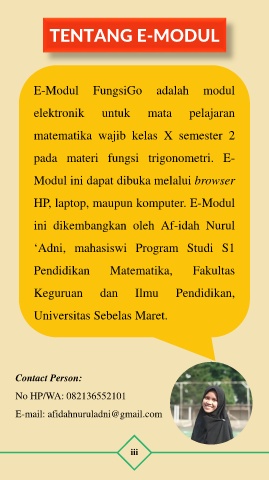 TENTANG E-MODUL
E-Modul FungsiGo adalah modul
elektronik untuk mata pelajaran
matematika wajib kelas X semester 2
pada materi fungsi trigonometri. E-
Modul ini dapat dibuka melalui browser
HP, laptop, maupun komputer. E-Modul
ini dikembangkan oleh Af-idah Nurul
‘Adni, mahasiswi Program Studi S1
Pendidikan Matematika, Fakultas
Keguruan dan Ilmu Pendidikan,
Universitas Sebelas Maret.
Contact Person:
No HP/WA: 082136552101
E-mail: afidahnuruladni@gmail.com
iii